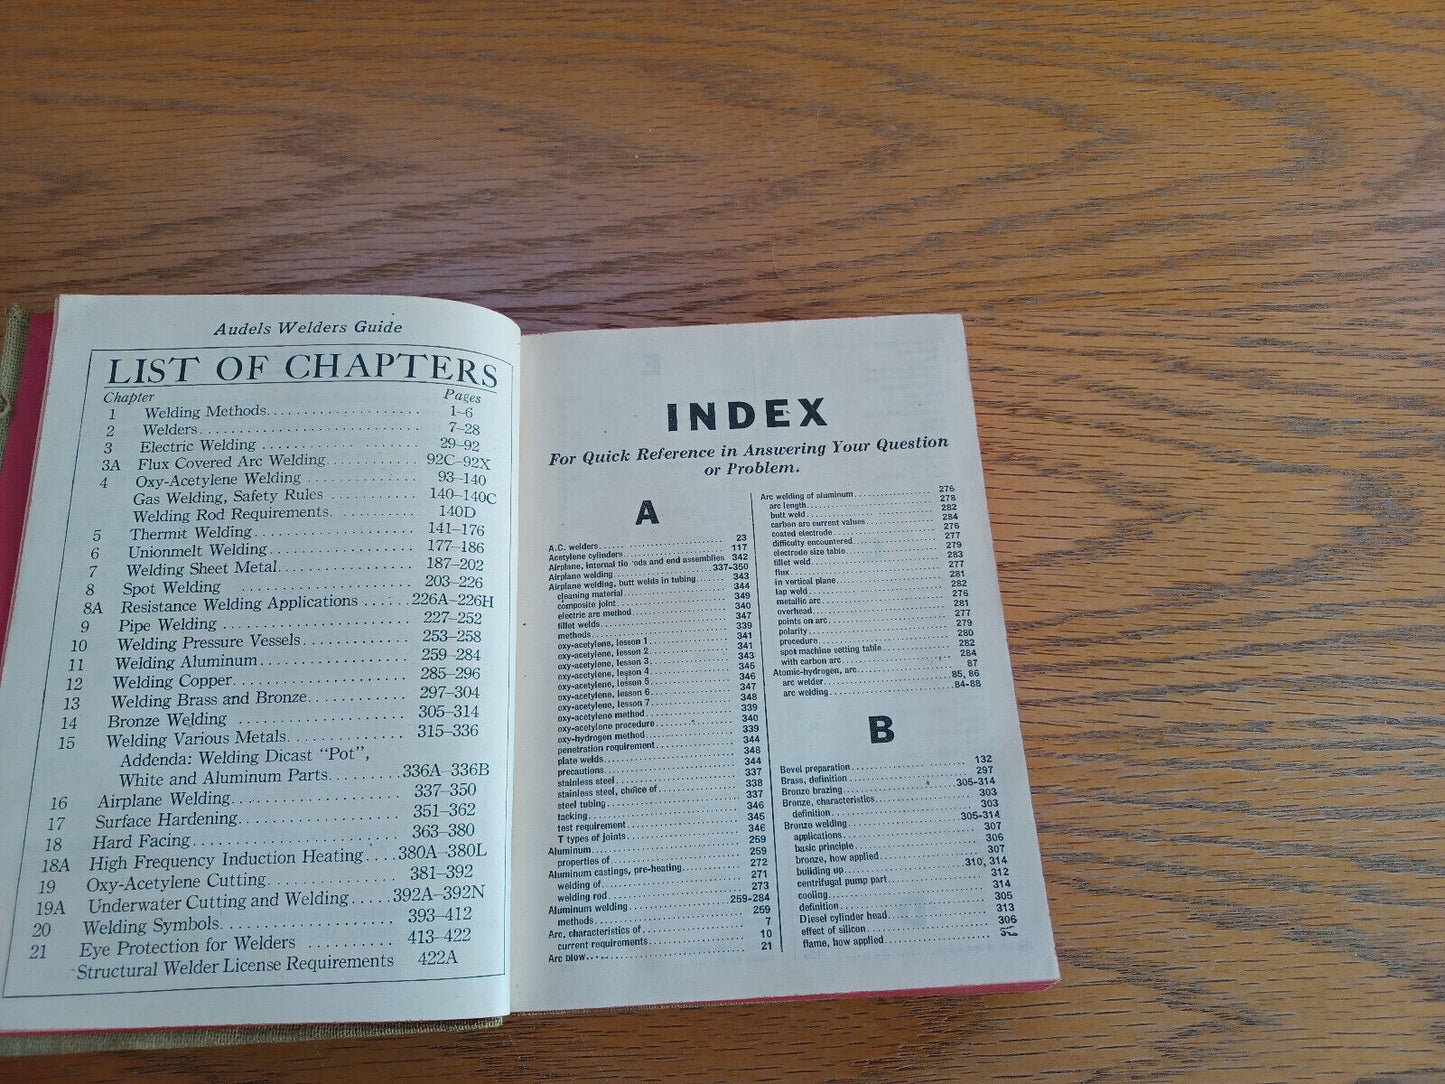 Audels Welders Guide
LIST OF CHAPTERS
Chapter Pages
1 Welding Methods 1–6
2 Welders 7–28
3 Electric Welding 29–92
3A Flux Covered Arc Welding 92C–92X
4 Oxy-Acetylene Welding 93–140
Gas Welding, Safety Rules 140–140C
Welding Rod Requirements 140D
5 Thermit Welding 141–176
6 Unionmelt Welding 177–186
7 Welding Sheet Metal 187–202
8 Spot Welding 203–226
8A Resistance Welding Applications 226A–226H
9 Pipe Welding 227–252
10 Welding Pressure Vessels 253–258
11 Welding Aluminum 259–284
12 Welding Copper 285–296
13 Welding Brass and Bronze 297–304
14 Bronze Welding 305–314
15 Welding Various Metals 315–336
Addenda: Welding Dicast "Pot",
White and Aluminum Parts 336A–336B
16 Airplane Welding 337–350
17 Surface Hardening 351–362
18 Hard Facing 363–380
18A High Frequency Induction Heating 380A–380L
19 Oxy-Acetylene Cutting 381–392
19A Underwater Cutting and Welding 392A–392N
20 Welding Symbols 393–412
21 Eye Protection for Welders 413–422
Structural Welder License Requirements 422A
INDEX
For Quick Reference in Answering Your Question
or Problem.
A
A.C. welders 23
Acetylene cylinders 117
Airplane, internal tie rods and end assemblies 342
Airplane welding 337-350
Airplane welding, butt welds in tubing 343
cleaning material 344
composite joint 349
electric arc method 340
fillet welds 347
methods 339
oxy-acetylene, lesson 1 341
oxy-acetylene, lesson 2 341
oxy-acetylene, lesson 3 343
oxy-acetylene, lesson 4 345
oxy-acetylene, lesson 5 346
oxy-acetylene, lesson 6 347
oxy-acetylene, lesson 7 348
oxy-acetylene method 339
oxy-acetylene procedure 340
oxy-hydrogen method 339
penetration requirement 344
plate welds 348
precautions 344
stainless steel 337
stainless steel, choice of 338
steel tubing 337
tacking 346
test requirement 345
T types of joints 346
Aluminum 259
properties of 259
Aluminum castings, pre-heating 272
welding of 271
welding rod 273
Aluminum welding 259-284
methods 259
Arc, characteristics of 7
current requirements 10
Arc blow 21
Arc welding of aluminum 276
arc length 278
butt weld 282
carbon arc current values 284
coated electrode 276
difficulty encountered 277
electrode size table 279
fillet weld 283
flux 277
in vertical plane 281
lap weld 282
metallic arc 276
overhead 281
points on arc 277
polarity 279
procedure 280
spot machine setting table 282
with carbon arc 284
Atomic-hydrogen, arc 87
arc welder 85, 86
arc welding 84-88
B
Bevel preparation 132
Brass, definition 297
Bronze brazing 305-314
Bronze, characteristics 303
definition 303
Bronze welding 305-314
applications 307
basic principle 306
bronze, how applied 307
building up 310, 314
centrifugal pump part 312
cooling 314
definition 305
Diesel cylinder head 313
effect of silicon 306
flame, how applied